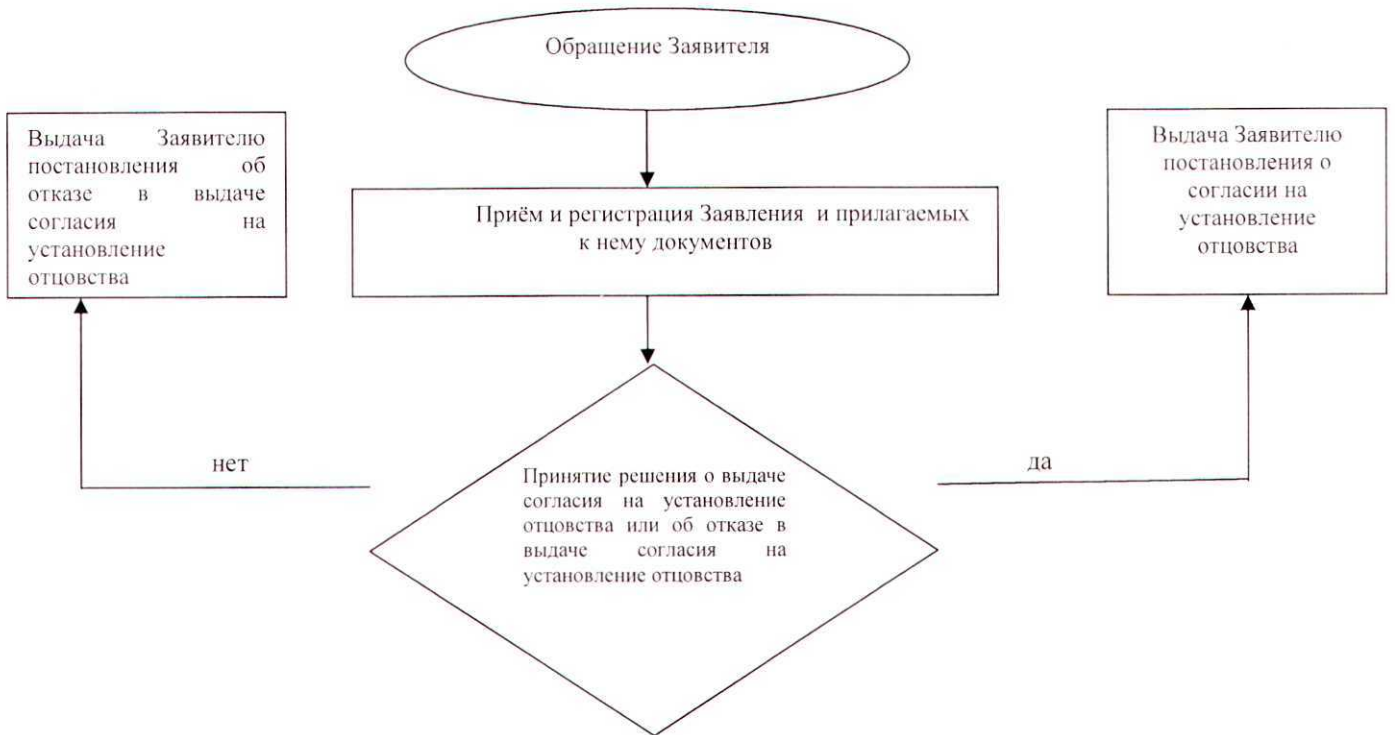 Обращение Заявителя
Выдача Заявителю
постановления об
отказе в выдаче
согласия на
установление
отцовства
Приём и регистрация Заявления и прилагаемых
к нему документов
Выдача Заявителю
постановления о
согласии на
установление
отцовства
нет
Принятие решения о выдаче
согласия на установление
отцовства или об отказе в
выдаче согласия на
установление отцовства
да